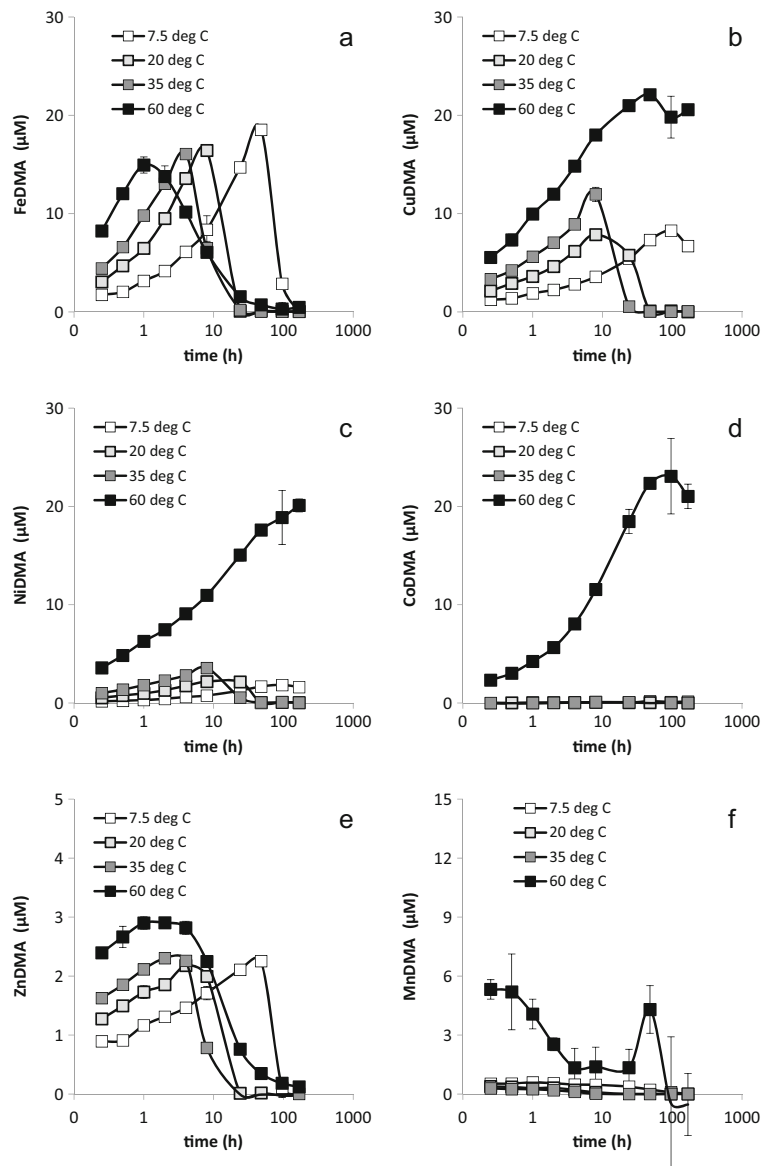 a
7.5 deg C
20 deg C
35 deg C
60 deg C
FeDMA (µM)
30
20
10
0
0 1 10 100 1000
time (h)
b
7.5 deg C
20 deg C
35 deg C
60 deg C
CuDMA (µM)
30
20
10
0
0 1 10 100 1000
time (h)
c
7.5 deg C
20 deg C
35 deg C
60 deg C
NiDMA (µM)
30
20
10
0
0 1 10 100 1000
time (h)
d
7.5 deg C
20 deg C
35 deg C
60 deg C
CoDMA (µM)
30
20
10
0
0 1 10 100 1000
time (h)
e
7.5 deg C
20 deg C
35 deg C
60 deg C
ZnDMA (µM)
5
4
3
2
1
0
0 1 10 100 1000
time (h)
f
7.5 deg C
20 deg C
35 deg C
60 deg C
MnDMA (µM)
15
12
9
6
3
0
0 1 10 100 1000
time (h)